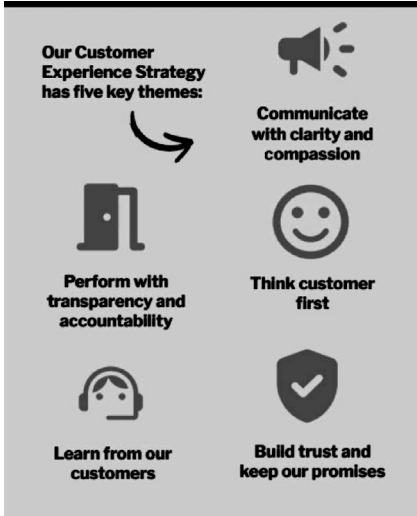 Our Customer
Experience Strategy
has five key themes:
Communicate
with clarity and
compassion
Perform with
transparency and
accountability
Think customer
first
Learn from our
customers
Build trust and
keep our promises